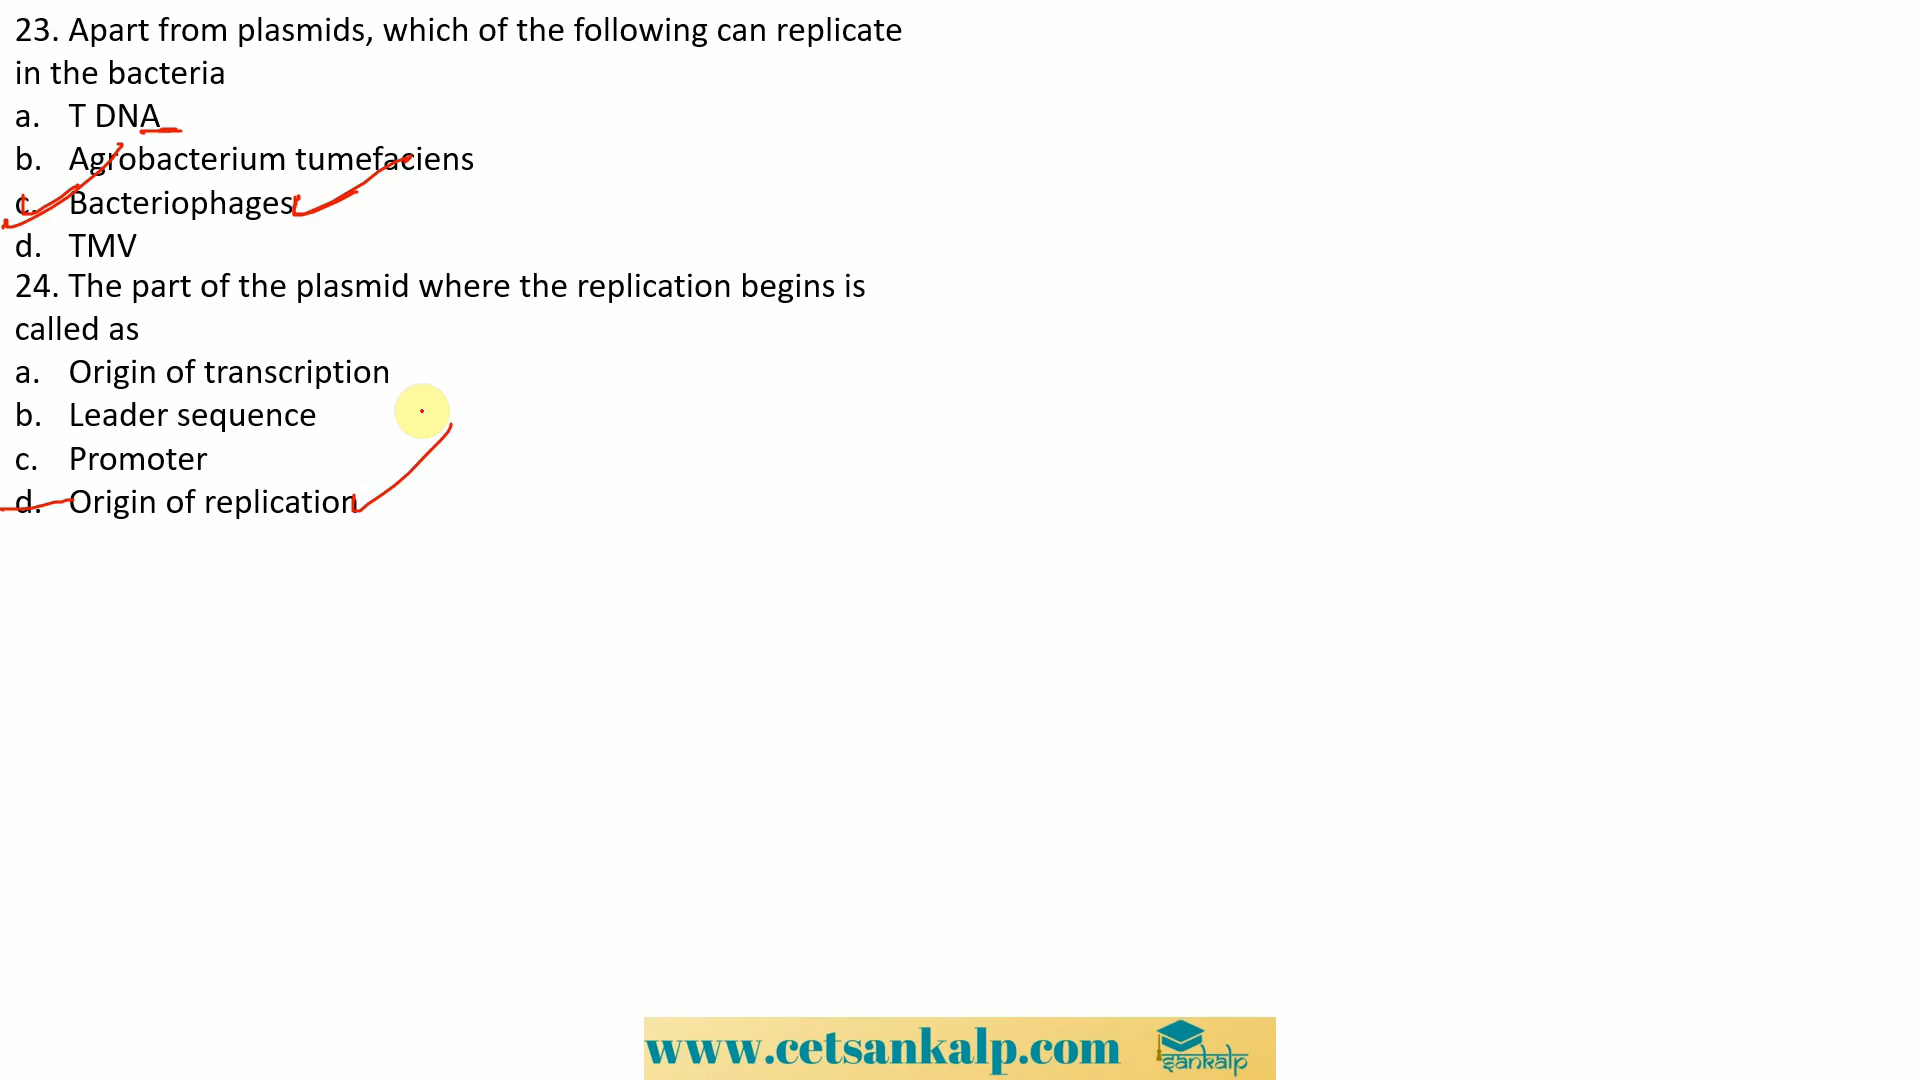 23. Apart from plasmids, which of the following can replicate
in the bacteria
a. T DNA
b. Agrobacterium tumefaciens
c. Bacteriophages
d. TMV
24. The part of the plasmid where the replication begins is
called as
a. Origin of transcription
b. Leader sequence
c. Promoter
d. Origin of replication
www.cetsankalp.com
sankalp